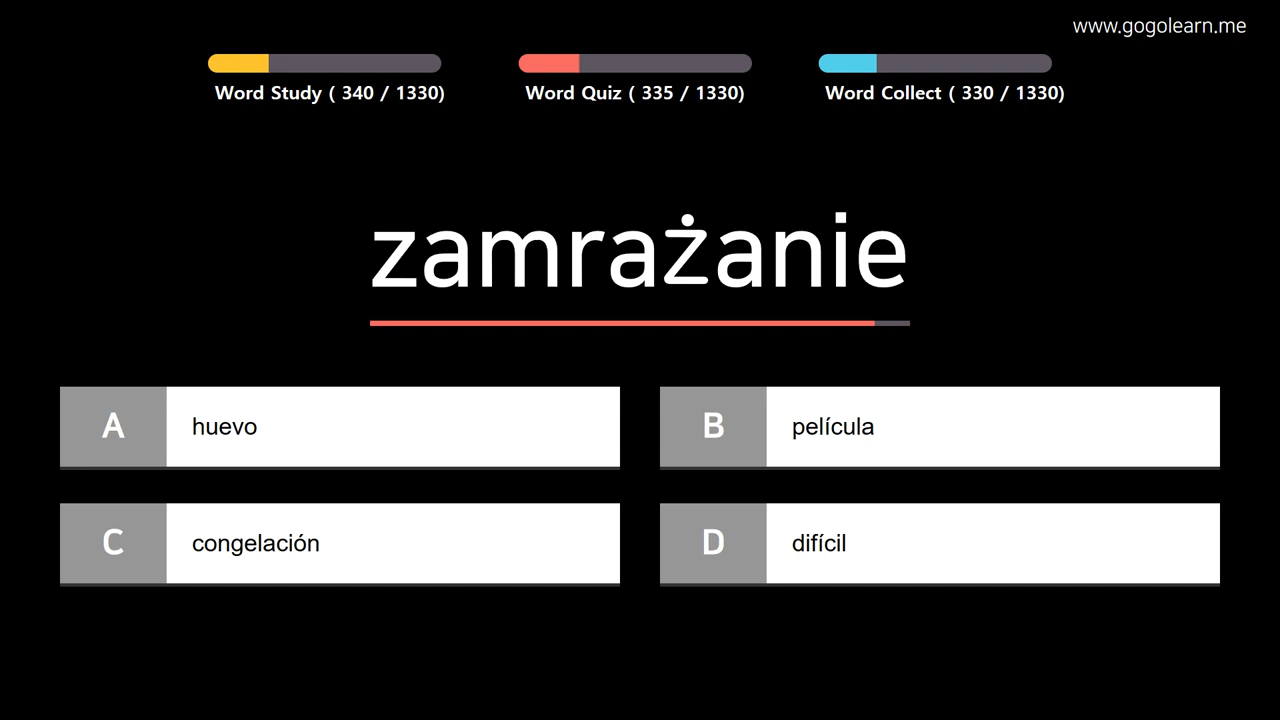 www.gogolearn.me
Word Study ( 340 / 1330)
Word Quiz ( 335 / 1330)
Word Collect ( 330 / 1330)
zamrażanie
A huevo
B película
C congelación
D difícil